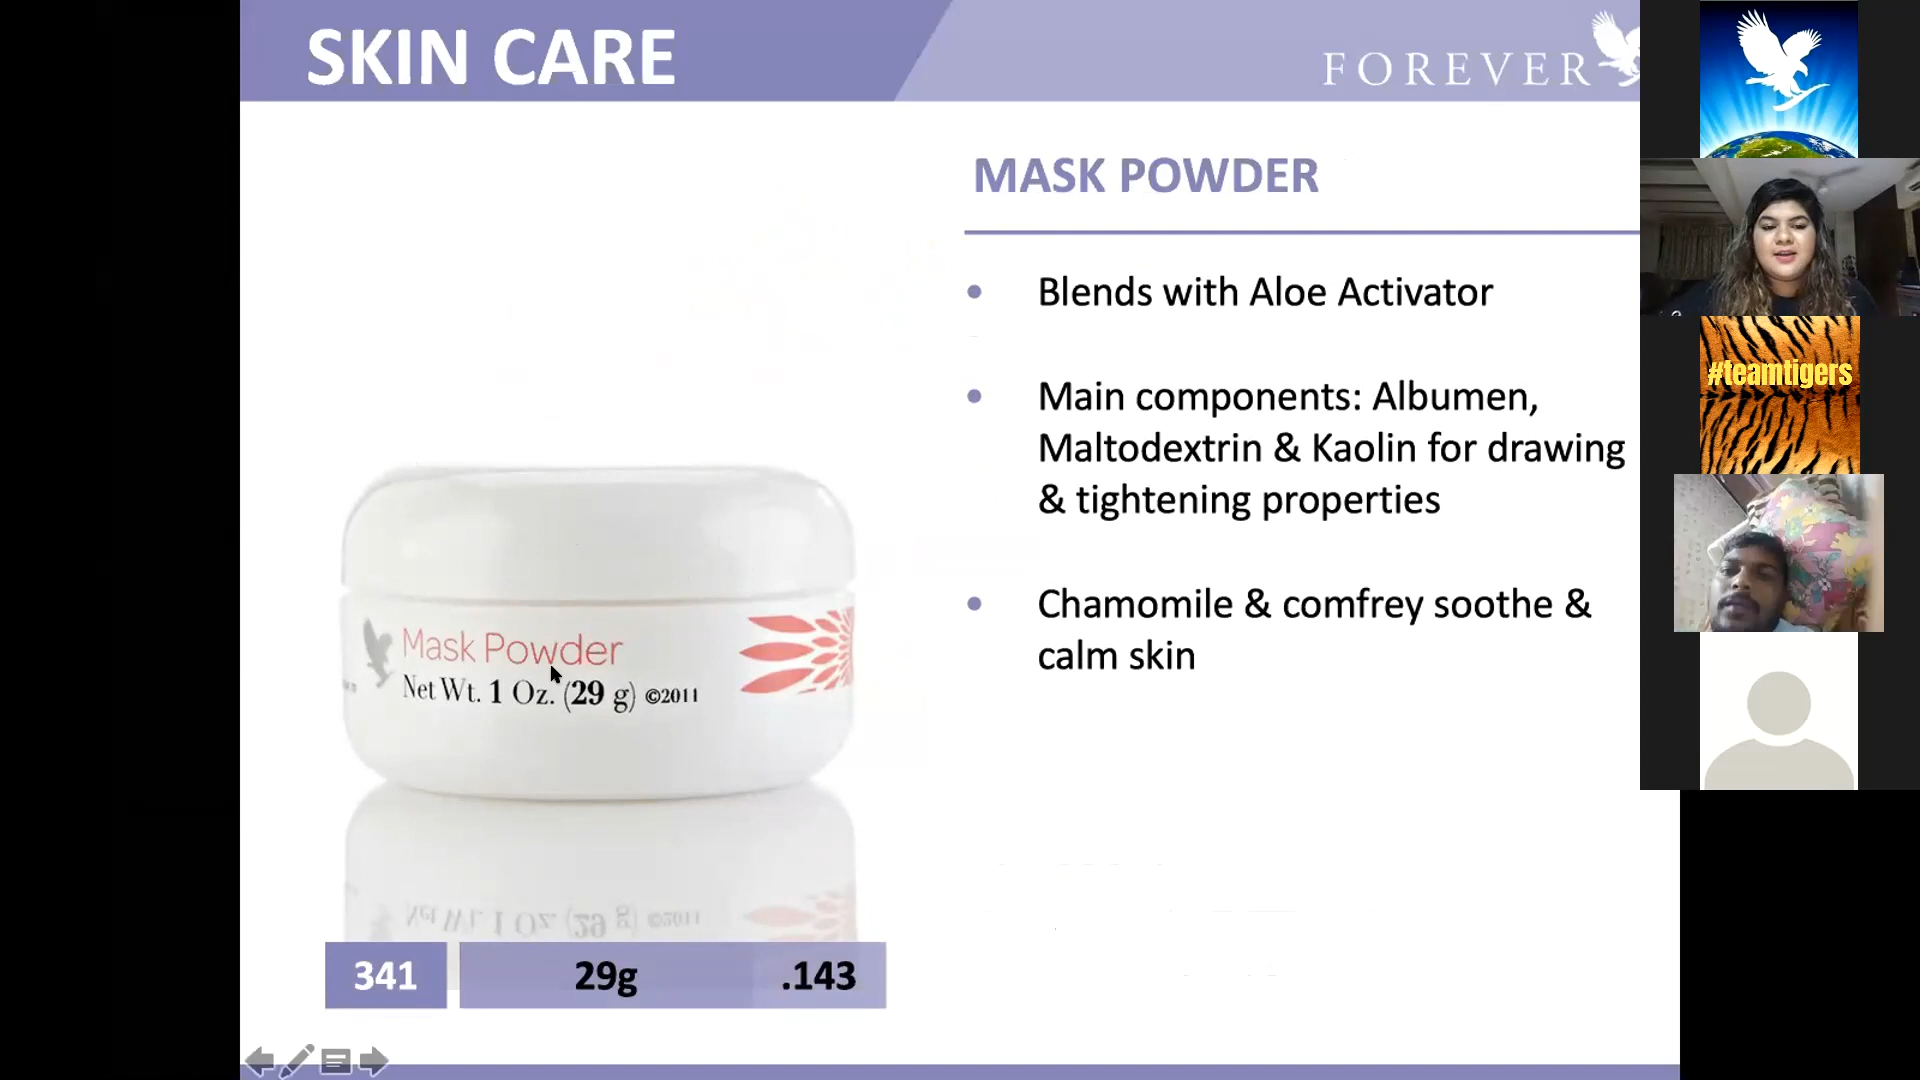 SKIN CARE
FOREVER
MASK POWDER
• Blends with Aloe Activator
• Main components: Albumen,
Maltodextrin & Kaolin for drawing
& tightening properties
• Chamomile & comfrey soothe &
calm skin
Mask Powder
Net Wt. 1 Oz. (29 g) ©2011
341 29g .143
#teamtigers